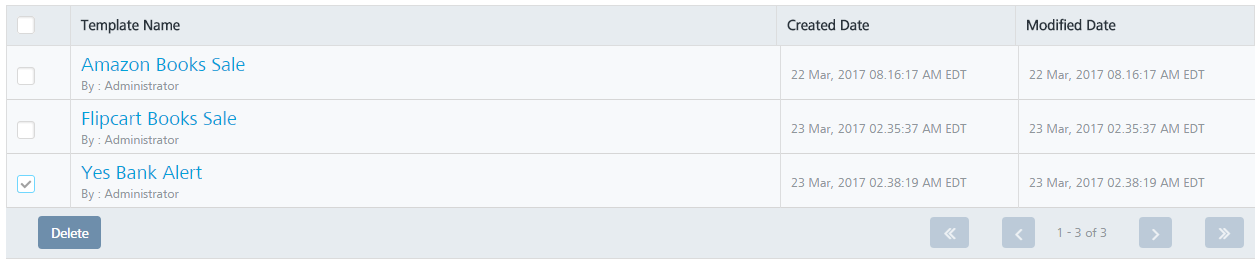 Template Name Created Date Modified Date
Amazon Books Sale
By : Administrator
22 Mar, 2017 08.16:17 AM EDT 22 Mar, 2017 08.16:17 AM EDT
Flipcart Books Sale
By : Administrator
23 Mar, 2017 02.35:37 AM EDT 23 Mar, 2017 02.35:37 AM EDT
Yes Bank Alert
By : Administrator
23 Mar, 2017 02.38:19 AM EDT 23 Mar, 2017 02.38:19 AM EDT
Delete 1 - 3 of 3